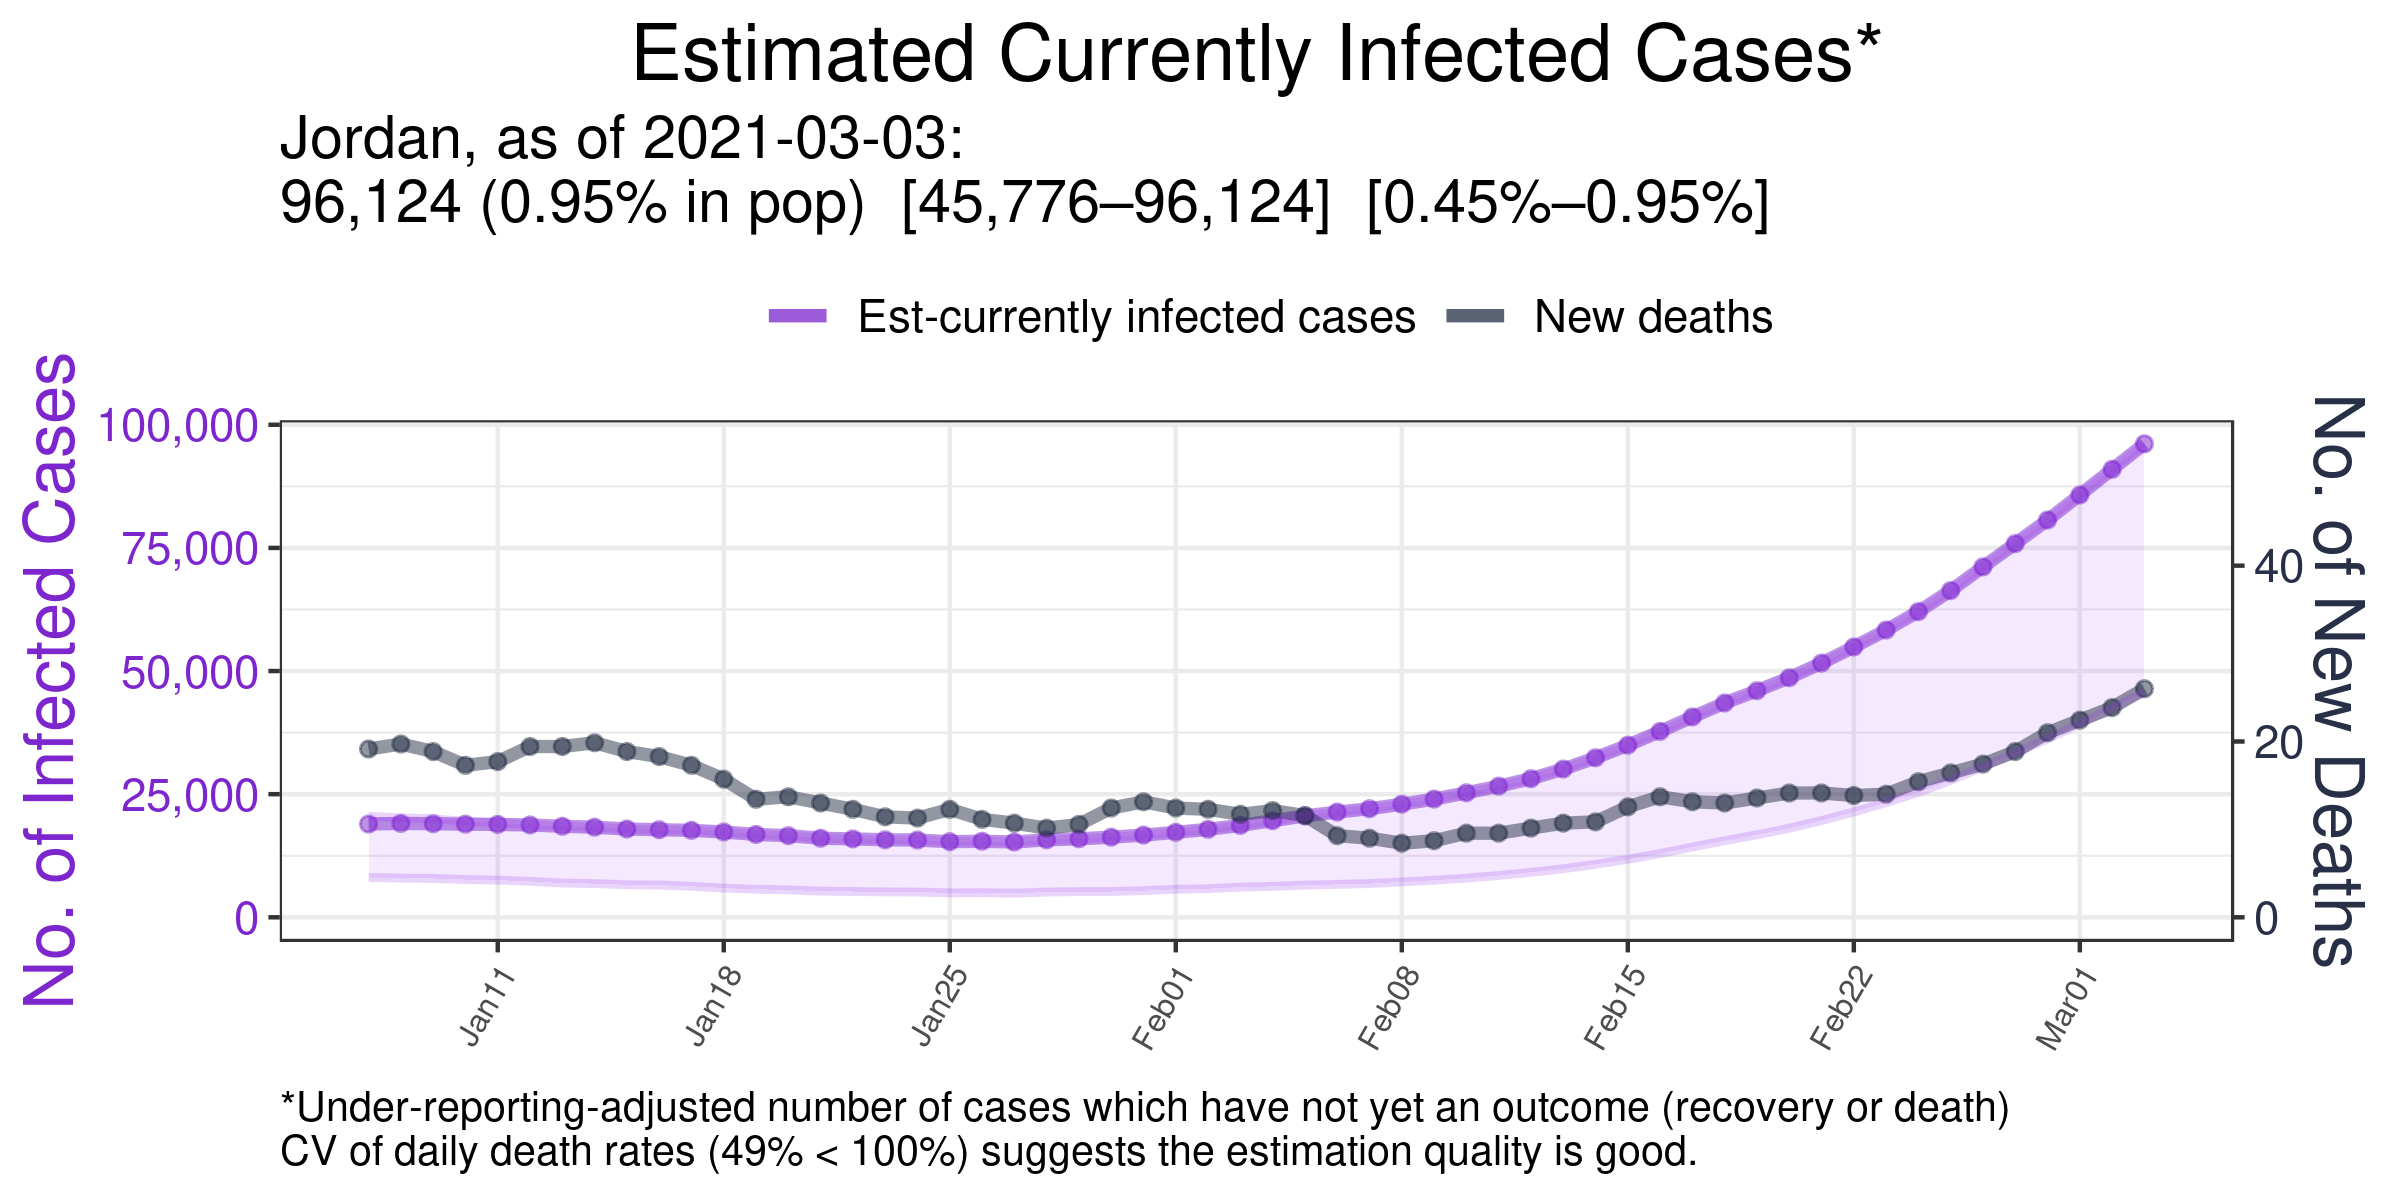 Estimated Currently Infected Cases*
Jordan, as of 2021-03-03:
96,124 (0.95% in pop)  [45,776–96,124]  [0.45%–0.95%]
Est-currently infected cases
New deaths
No. of Infected Cases
100,000
75,000
50,000
25,000
0
No. of New Deaths
40
20
0
Jan11
Jan18
Jan25
Feb01
Feb08
Feb15
Feb22
Mar01
*Under-reporting-adjusted number of cases which have not yet an outcome (recovery or death)
CV of daily death rates (49% < 100%) suggests the estimation quality is good.